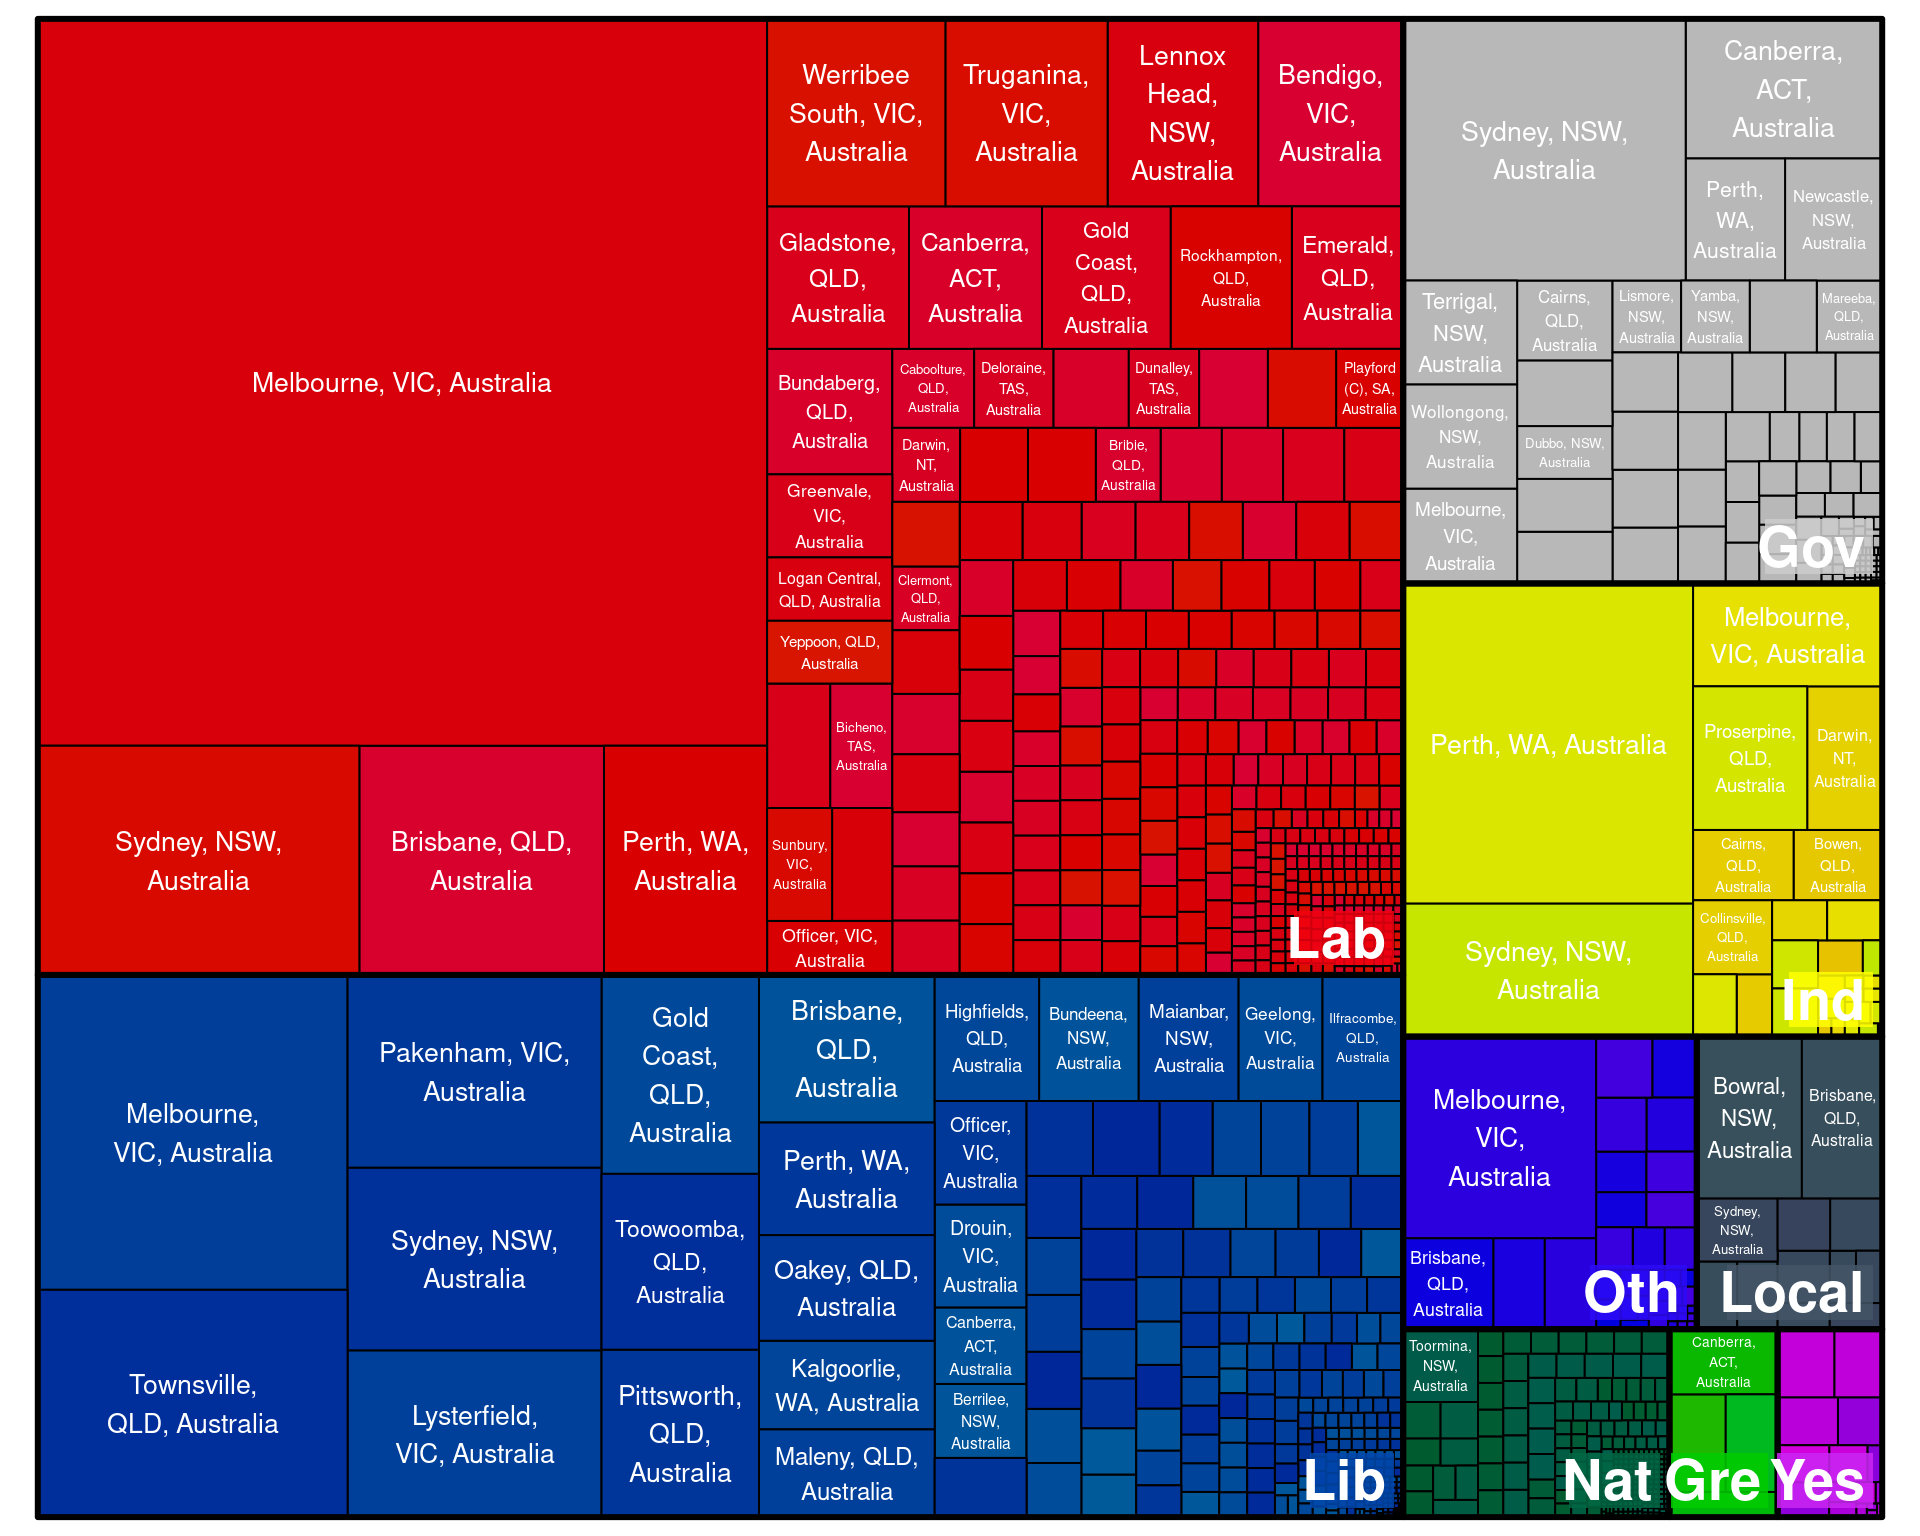 Melbourne, VIC, Australia
Sydney, NSW,
Australia
Brisbane, QLD,
Australia
Perth, WA,
Australia
Werribee
South, VIC,
Australia
Truganina,
VIC,
Australia
Lennox
Head,
NSW,
Australia
Bendigo,
VIC,
Australia
Gladstone,
QLD,
Australia
Canberra,
ACT,
Australia
Gold
Coast,
QLD,
Australia
Rockhampton,
QLD,
Australia
Emerald,
QLD,
Australia
Bundaberg,
QLD,
Australia
Caboolture,
QLD,
Australia
Deloraine,
TAS,
Australia
Dunalley,
TAS,
Australia
Playford
(C), SA,
Australia
Darwin,
NT,
Australia
Bribie,
QLD,
Australia
Greenvale,
VIC,
Australia
Logan Central,
QLD, Australia
Clermont,
QLD,
Australia
Yeppoon, QLD,
Australia
Bicheno,
TAS,
Australia
Sunbury,
VIC,
Australia
Officer, VIC,
Australia
Lab
Melbourne,
VIC, Australia
Townsville,
QLD, Australia
Pakenham, VIC,
Australia
Sydney, NSW,
Australia
Lysterfield,
VIC, Australia
Gold
Coast,
QLD,
Australia
Toowoomba,
QLD,
Australia
Pittsworth,
QLD,
Australia
Brisbane,
QLD,
Australia
Perth, WA,
Australia
Oakey, QLD,
Australia
Kalgoorlie,
WA, Australia
Maleny, QLD,
Australia
Highfields,
QLD,
Australia
Bundeena,
NSW,
Australia
Maianbar,
NSW,
Australia
Geelong,
VIC,
Australia
Ilfracombe,
QLD,
Australia
Officer,
VIC,
Australia
Drouin,
VIC,
Australia
Canberra,
ACT,
Australia
Berrilee,
NSW,
Australia
Lib
Sydney, NSW,
Australia
Canberra,
ACT,
Australia
Perth,
WA,
Australia
Newcastle,
NSW,
Australia
Terrigal,
NSW,
Australia
Cairns,
QLD,
Australia
Lismore,
NSW,
Australia
Yamba,
NSW,
Australia
Mareeba,
QLD,
Australia
Wollongong,
NSW,
Australia
Dubbo, NSW,
Australia
Melbourne,
VIC,
Australia
Gov
Perth, WA, Australia
Sydney, NSW,
Australia
Melbourne,
VIC, Australia
Proserpine,
QLD,
Australia
Darwin,
NT,
Australia
Cairns,
QLD,
Australia
Bowen,
QLD,
Australia
Collinsville,
QLD,
Australia
Ind
Melbourne,
VIC,
Australia
Brisbane,
QLD,
Australia
Oth
Bowral,
NSW,
Australia
Brisbane,
QLD,
Australia
Sydney,
NSW,
Australia
Local
Toormina,
NSW,
Australia
Nat
Canberra,
ACT,
Australia
Gre
Yes